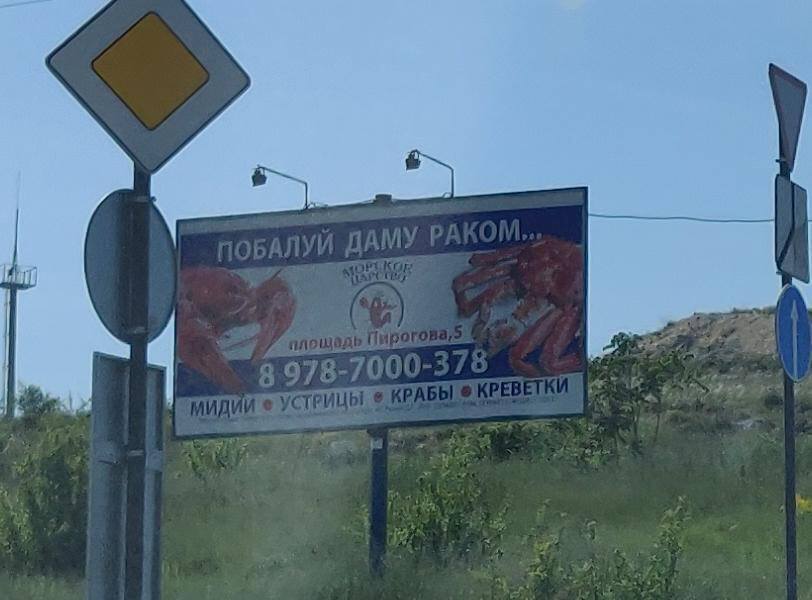 ПОБАЛУЙ ДАМУ РАКОМ...
МОРСКОЕ
ЦАРСТВО
площадь Пирогова,5
8 978-7000-378
МИДИИ • УСТРИЦЫ • КРАБЫ • КРЕВЕТКИ